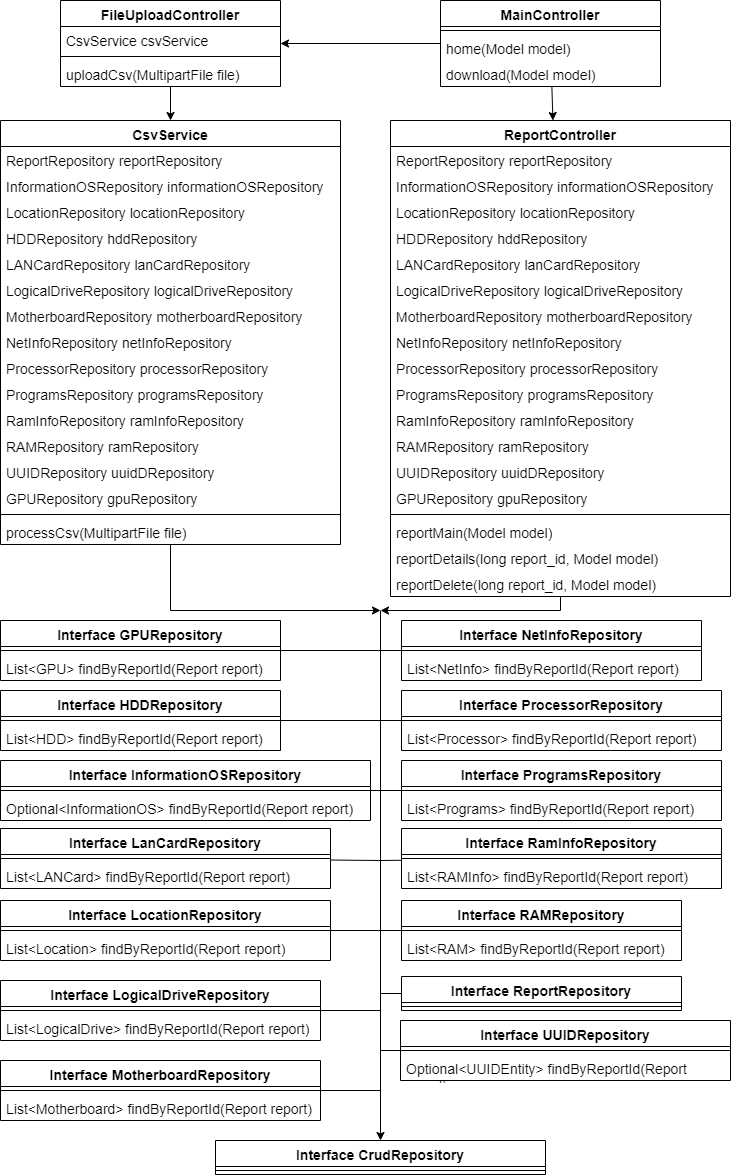 FileUploadController
CsvService csvService
uploadCsv(MultipartFile file)
MainController
home(Model model)
download(Model model)
CsvService
ReportRepository reportRepository
InformationOSRepository informationOSRepository
LocationRepository locationRepository
HDDRepository hddRepository
LANCardRepository lanCardRepository
LogicalDriveRepository logicalDriveRepository
MotherboardRepository motherboardRepository
NetInfoRepository netInfoRepository
ProcessorRepository processorRepository
ProgramsRepository programsRepository
RamInfoRepository ramInfoRepository
RAMRepository ramRepository
UUIDRepository uuidDRepository
GPURepository gpuRepository
processCsv(MultipartFile file)
ReportController
ReportRepository reportRepository
InformationOSRepository informationOSRepository
LocationRepository locationRepository
HDDRepository hddRepository
LANCardRepository lanCardRepository
LogicalDriveRepository logicalDriveRepository
MotherboardRepository motherboardRepository
NetInfoRepository netInfoRepository
ProcessorRepository processorRepository
ProgramsRepository programsRepository
RamInfoRepository ramInfoRepository
RAMRepository ramRepository
UUIDRepository uuidDRepository
GPURepository gpuRepository
reportMain(Model model)
reportDetails(long report_id, Model model)
reportDelete(long report_id, Model model)
Interface GPURepository
List<GPU> findByReportId(Report report)
Interface NetInfoRepository
List<NetInfo> findByReportId(Report report)
Interface HDDRepository
List<HDD> findByReportId(Report report)
Interface ProcessorRepository
List<Processor> findByReportId(Report report)
Interface InformationOSRepository
Optional<InformationOS> findByReportId(Report report)
Interface ProgramsRepository
List<Programs> findByReportId(Report report)
Interface LanCardRepository
List<LANCard> findByReportId(Report report)
Interface RamInfoRepository
List<RAMInfo> findByReportId(Report report)
Interface LocationRepository
List<Location> findByReportId(Report report)
Interface RAMRepository
List<RAM> findByReportId(Report report)
Interface LogicalDriveRepository
List<LogicalDrive> findByReportId(Report report)
Interface ReportRepository
Interface UUIDRepository
Optional<UUIDEntity> findByReportId(Report
Interface MotherboardRepository
List<Motherboard> findByReportId(Report report)
Interface CrudRepository